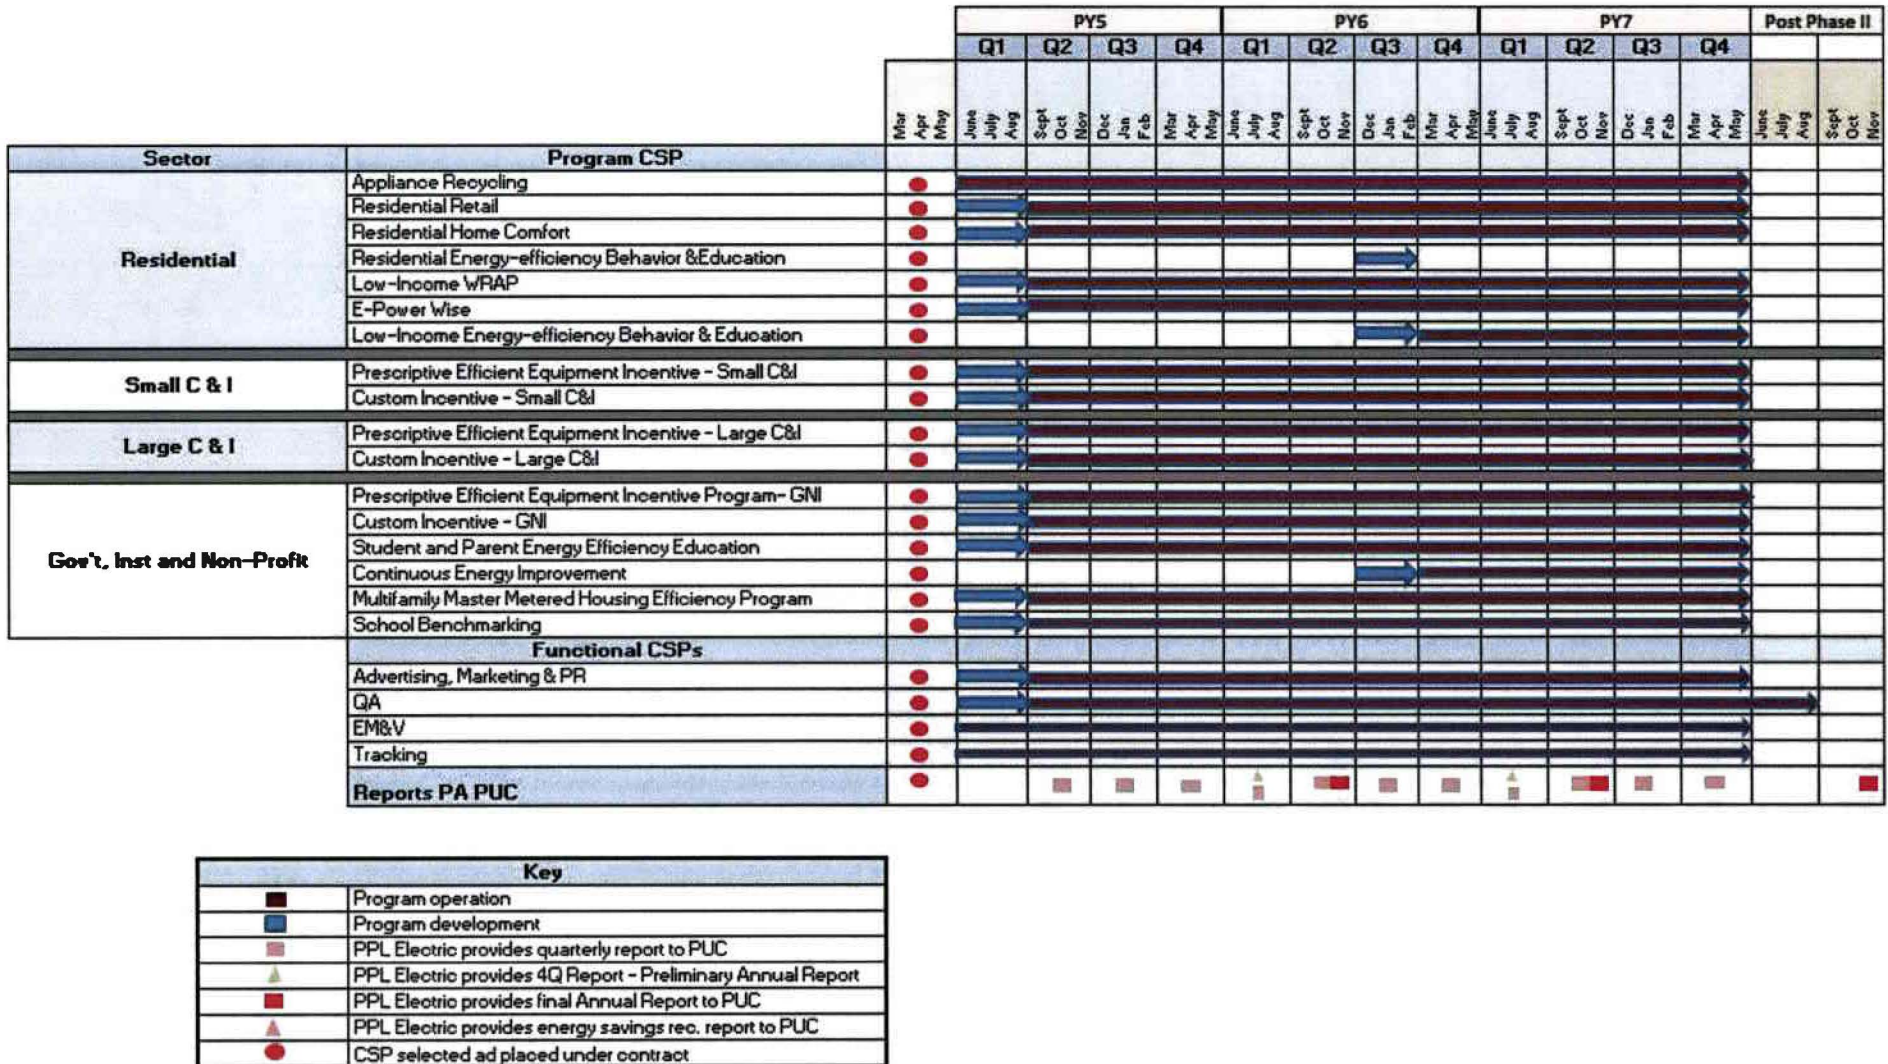 PY5 PY6 PY7 Post Phase II
Q1 Q2 Q3 Q4 Q1 Q2 Q3 Q4 Q1 Q2 Q3 Q4
Mar Apr May June July Aug Sept Oct Nov Dec Jan Feb Mar Apr May June July Aug Sept Oct Nov Dec Jan Feb Mar Apr May June July Aug Sept Oct Nov Dec Jan Feb Mar Apr May June July Aug Sept Oct Nov
Sector Program CSP
Appliance Recycling
Residential Retail
Residential Home Comfort
Residential Residential Energy-efficiency Behavior &Education
Low-Income WRAP
E-Power Wise
Low-Income Energy-efficiency Behavior & Education
Small C & I Prescriptive Efficient Equipment Incentive - Small C&I
Custom Incentive - Small C&I
Large C & I Prescriptive Efficient Equipment Incentive - Large C&I
Custom Incentive - Large C&I
Prescriptive Efficient Equipment Incentive Program- GNI
Custom Incentive - GNI
Gov't, Inst and Non-Profit Student and Parent Energy Efficiency Education
Continuous Energy Improvement
Multifamily Master Metered Housing Efficiency Program
School Benchmarking
Functional CSPs
Advertising, Marketing & PR
QA
EM&V
Tracking
Reports PA PUC
Key
Program operation
Program development
PPL Electric provides quarterly report to PUC
PPL Electric provides 4Q Report - Preliminary Annual Report
PPL Electric provides final Annual Report to PUC
PPL Electric provides energy savings rec. report to PUC
CSP selected ad placed under contract